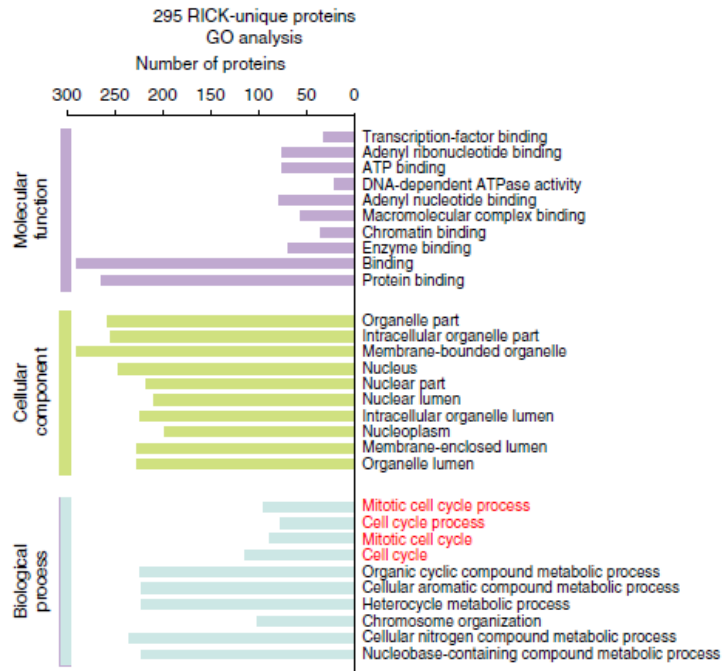 295 RICK-unique proteins
GO analysis
Number of proteins
300 250 200 150 100 50 0
Molecular
function
Transcription-factor binding
Adenyl ribonucleotide binding
ATP binding
DNA-dependent ATPase activity
Adenyl nucleotide binding
Macromolecular complex binding
Chromatin binding
Enzyme binding
Binding
Protein binding
Cellular
component
Organelle part
Intracellular organelle part
Membrane-bounded organelle
Nucleus
Nuclear part
Nuclear lumen
Intracellular organelle lumen
Nucleoplasm
Membrane-enclosed lumen
Organelle lumen
Biological
process
Mitotic cell cycle process
Cell cycle process
Mitotic cell cycle
Cell cycle
Organic cyclic compound metabolic process
Cellular aromatic compound metabolic process
Heterocycle metabolic process
Chromosome organization
Cellular nitrogen compound metabolic process
Nucleobase-containing compound metabolic process